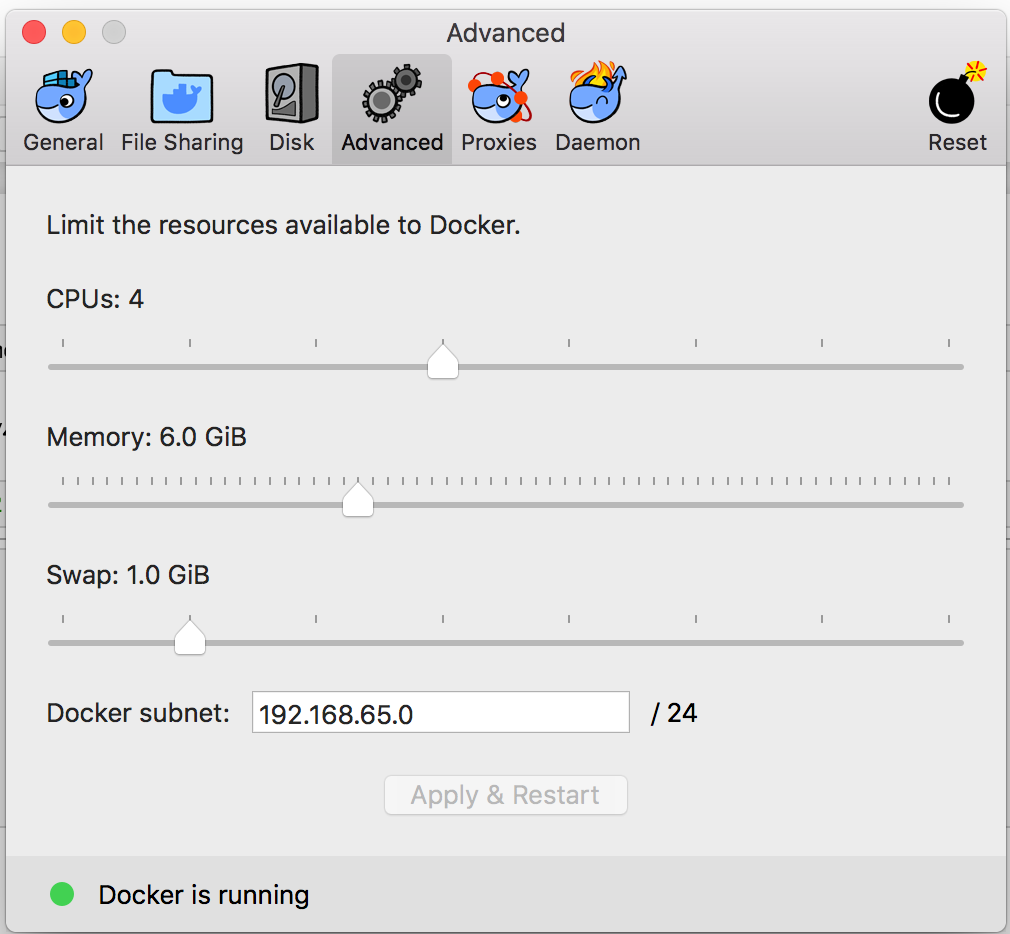 Advanced
General File Sharing Disk Advanced Proxies Daemon Reset
Limit the resources available to Docker.
CPUs: 4
Memory: 6.0 GiB
Swap: 1.0 GiB
Docker subnet: 192.168.65.0 / 24
Apply & Restart
Docker is running